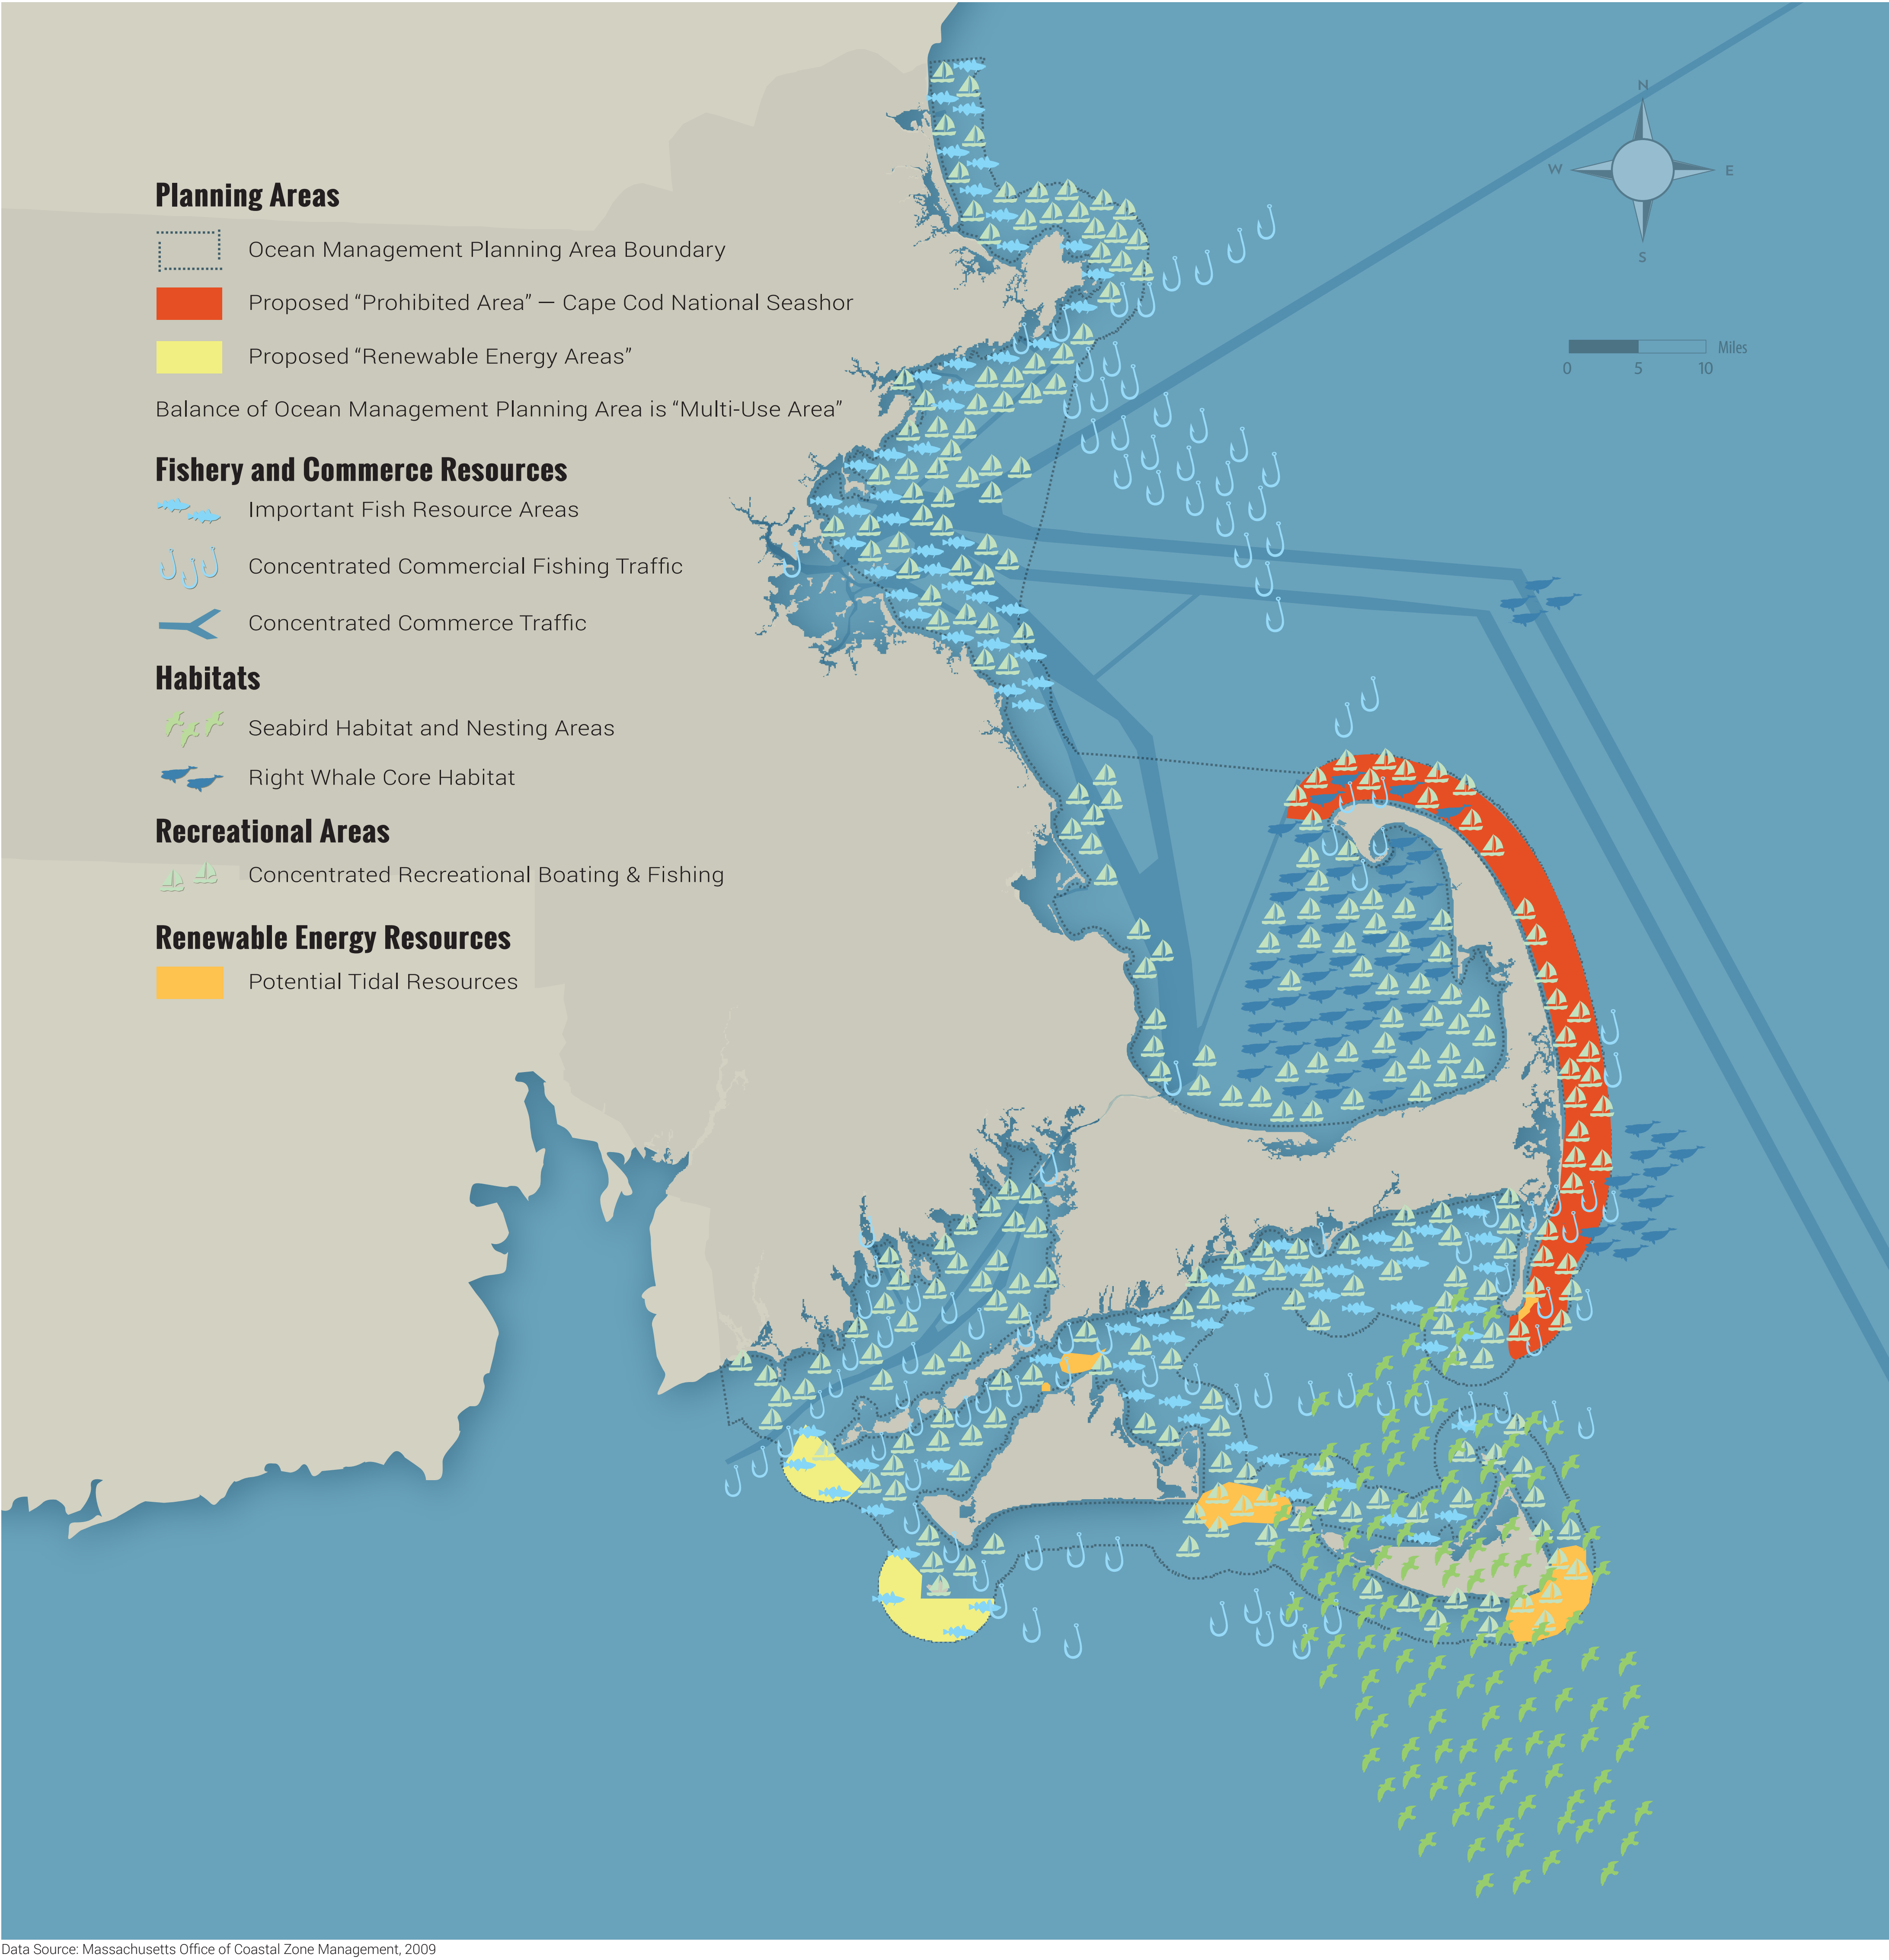 Planning Areas
Ocean Management Planning Area Boundary
Proposed “Prohibited Area” — Cape Cod National Seashor
Proposed “Renewable Energy Areas”
Balance of Ocean Management Planning Area is “Multi-Use Area”
Fishery and Commerce Resources
Important Fish Resource Areas
Concentrated Commercial Fishing Traffic
Concentrated Commerce Traffic
Habitats
Seabird Habitat and Nesting Areas
Right Whale Core Habitat
Recreational Areas
Concentrated Recreational Boating & Fishing
Renewable Energy Resources
Potential Tidal Resources
N
W E
S
Miles
0 5 10
Data Source: Massachusetts Office of Coastal Zone Management, 2009